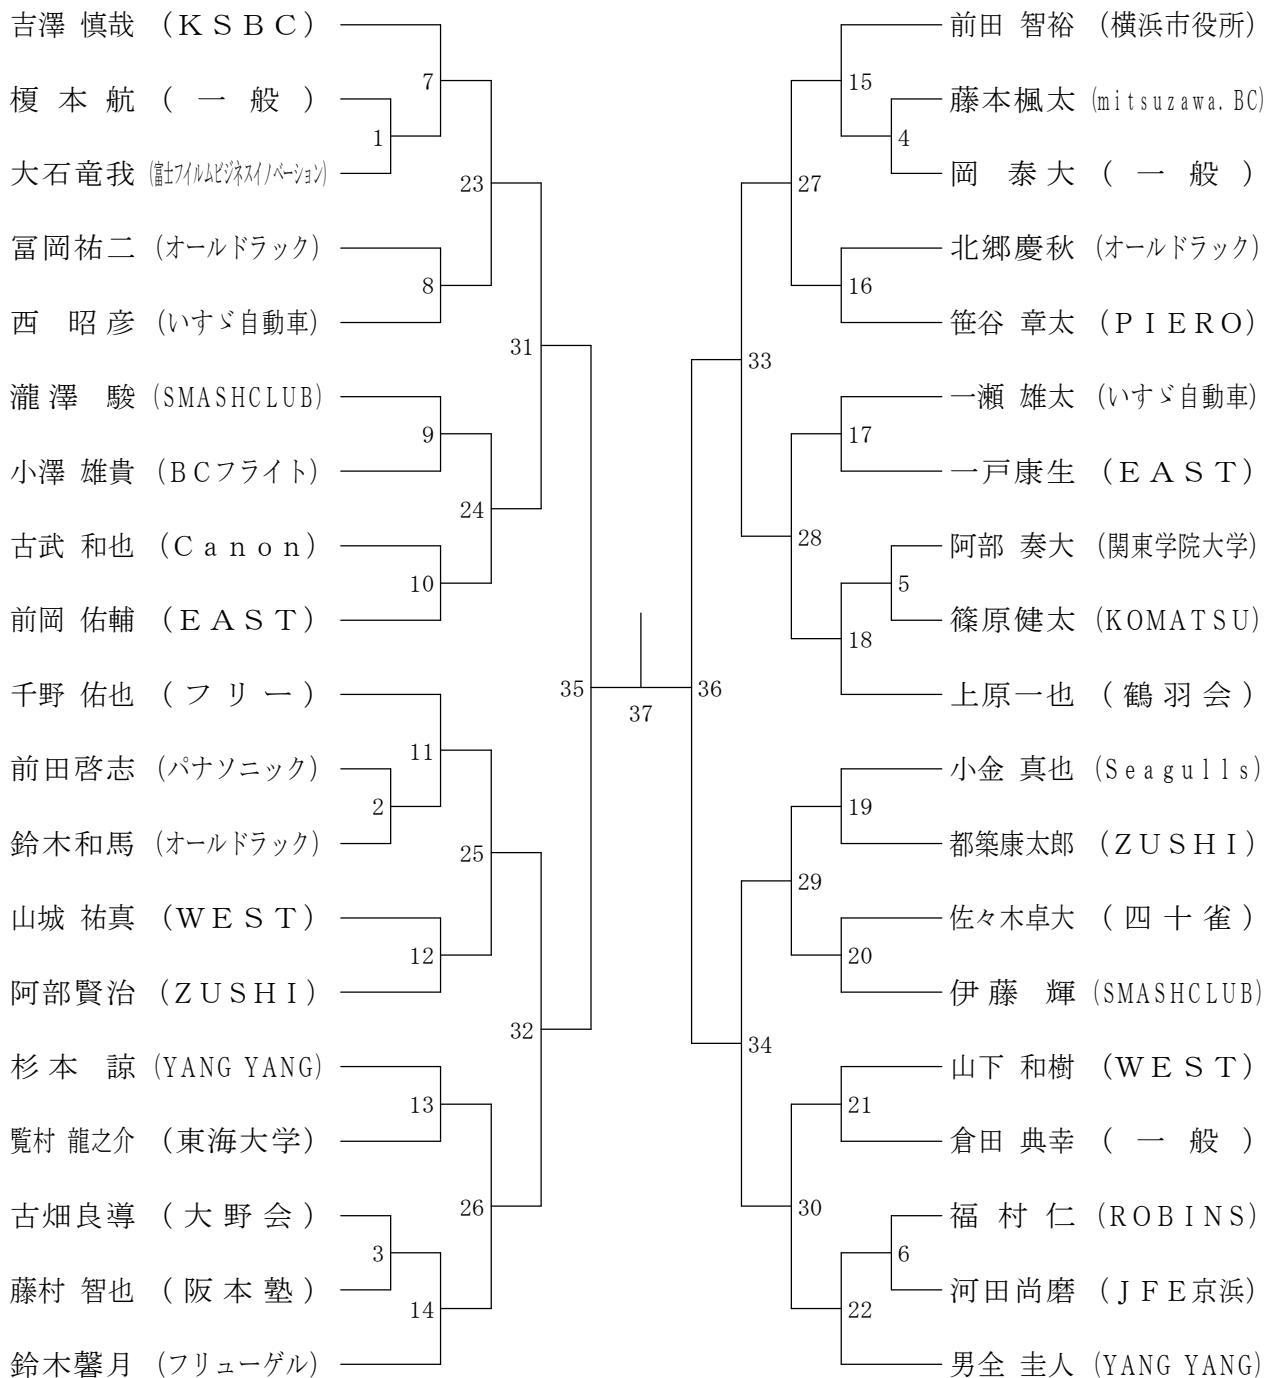 吉澤 慎哉 (KSBC)
榎本航 (一般)
大石竜我 (富士フイルムビジネスイノベーション)
冨岡祐二 (オールドラック)
西 昭彦 (いすゞ自動車)
瀧澤 駿 (SMASHCLUB)
小澤 雄貴 (BCフライト)
古武 和也 (Canon)
前岡 佑輔 (EAST)
千野 佑也 (フリー)
前田啓志 (パナソニック)
鈴木和馬 (オールドラック)
山城 祐真 (WEST)
阿部賢治 (ZUSHI)
杉本 諒 (YANG YANG)
覧村 龍之介 (東海大学)
古畑良導 (大野会)
藤村 智也 (阪本塾)
鈴木馨月 (フリューゲル)
1
2
3
7
8
9
10
11
12
13
14
23
24
25
26
31
32
35
37
36
33
34
27
28
29
30
15
16
17
18
19
20
21
22
4
5
6
前田 智裕 (横浜市役所)
藤本楓太 (mitsuzawa.BC)
岡 泰大 (一般)
北郷慶秋 (オールドラック)
笹谷 章太 (PIERO)
一瀬 雄太 (いすゞ自動車)
一戸康生 (EAST)
阿部 奏大 (関東学院大学)
篠原健太 (KOMATSU)
上原一也 (鶴羽会)
小金 真也 (Seagulls)
都築康太郎 (ZUSHI)
佐々木卓大 (四十雀)
伊藤 輝 (SMASHCLUB)
山下 和樹 (WEST)
倉田 典幸 (一般)
福村仁 (ROBINS)
河田尚磨 (JFE京浜)
男全 圭人 (YANG YANG)